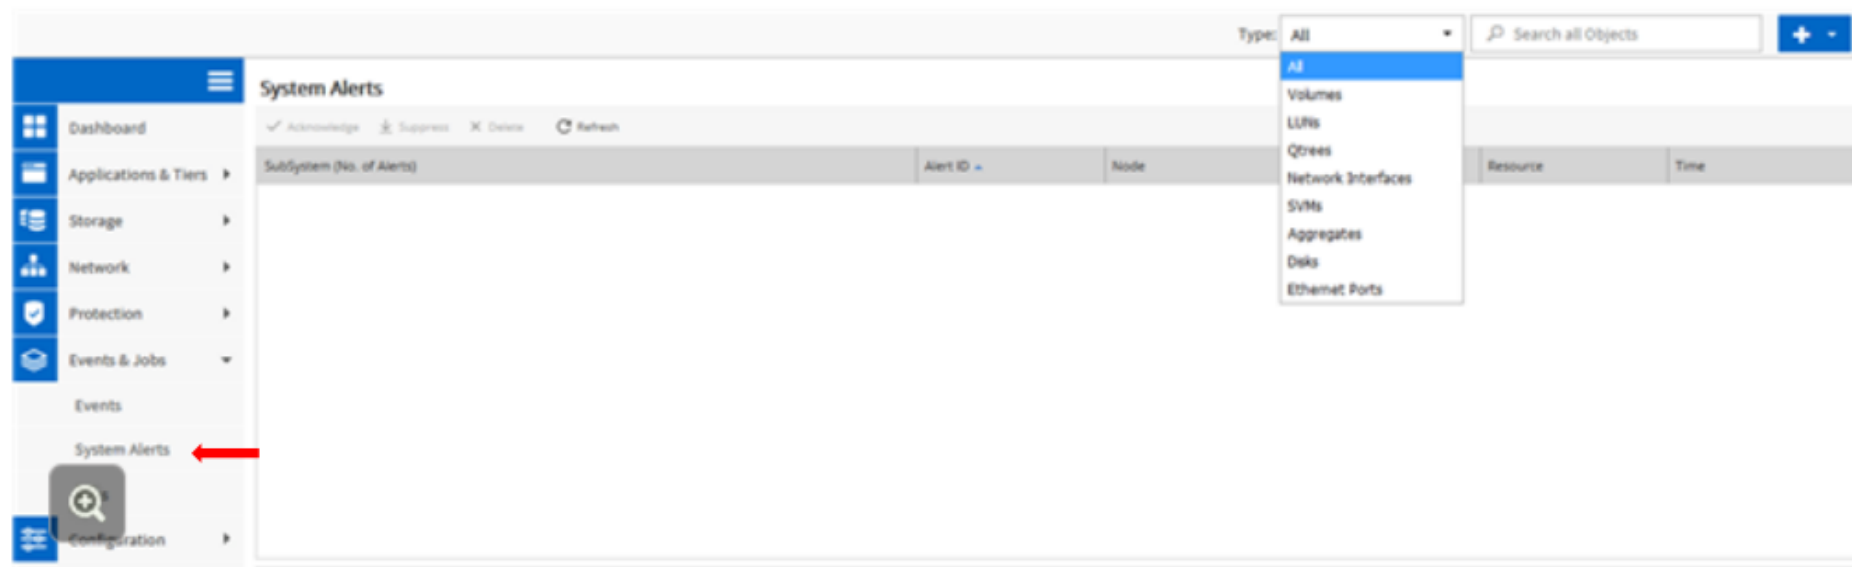 Type: All Search all Objects
All
Volumes
LUNs
Qtrees
Network Interfaces
SVMs
Aggregates
Disks
Ethernet Ports
System Alerts
Acknowledge Suppress Delete Refresh
SubSystem (No. of Alerts) Alert ID Node Resource Time
Dashboard
Applications & Tiers
Storage
Network
Protection
Events & Jobs
Events
System Alerts
Configuration